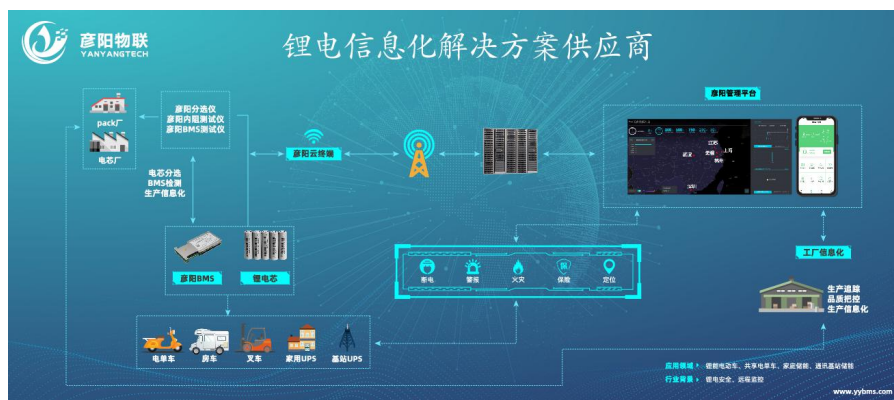 彦阳物联
YANYANGTECH
锂电信息化解决方案供应商
pack厂
电芯厂
彦阳分选仪
彦阳内阻测试仪
彦阳BMS测试仪
彦阳云终端
彦阳管理平台
电芯分选
BMS检测
生产信息化
彦阳BMS
锂电芯
警报
火灾
保险
定位
工厂信息化
生产追踪
品质把控
生产信息化
电单车
房车
叉车
家用UPS
基站UPS
应用领域
锂能电动车、共享电单车、家庭储能、通讯基站储能
行业背景
锂电安全、远程监控
www.yybms.com